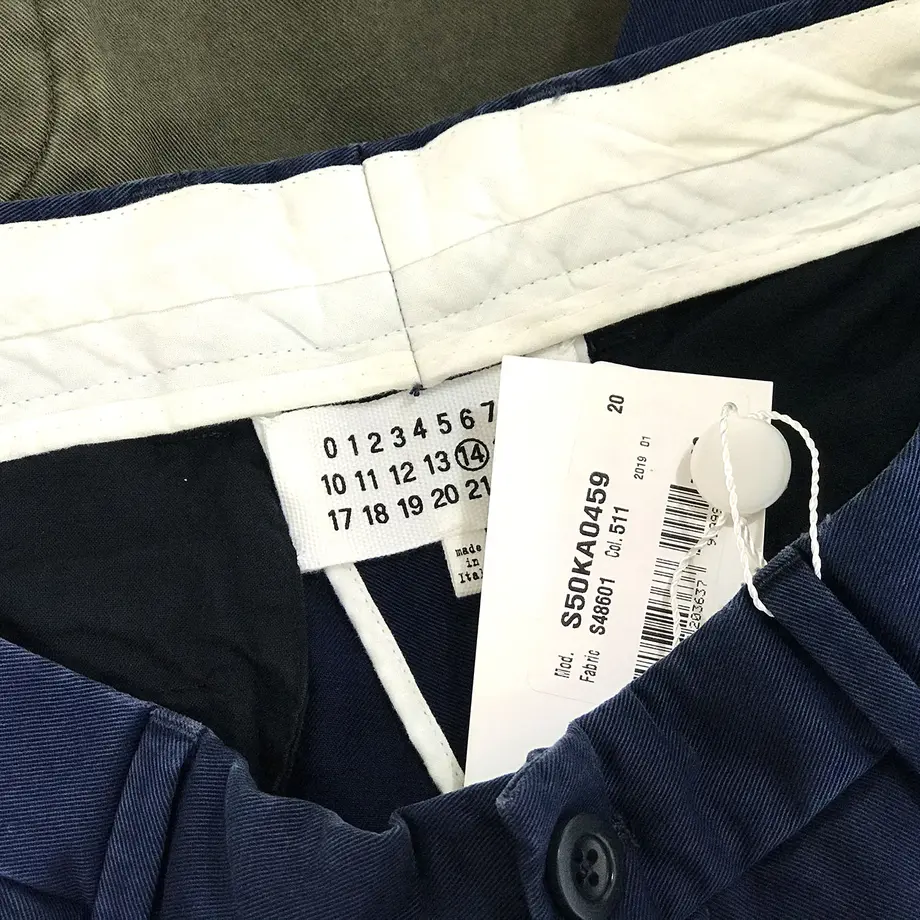 0 1 2 3 4 5 6 7
10 11 12 13 14
17 18 19 20 21
made
in
20
2019 01
Mod. S50KA0459
Fabric S48601 Col. 511
203637